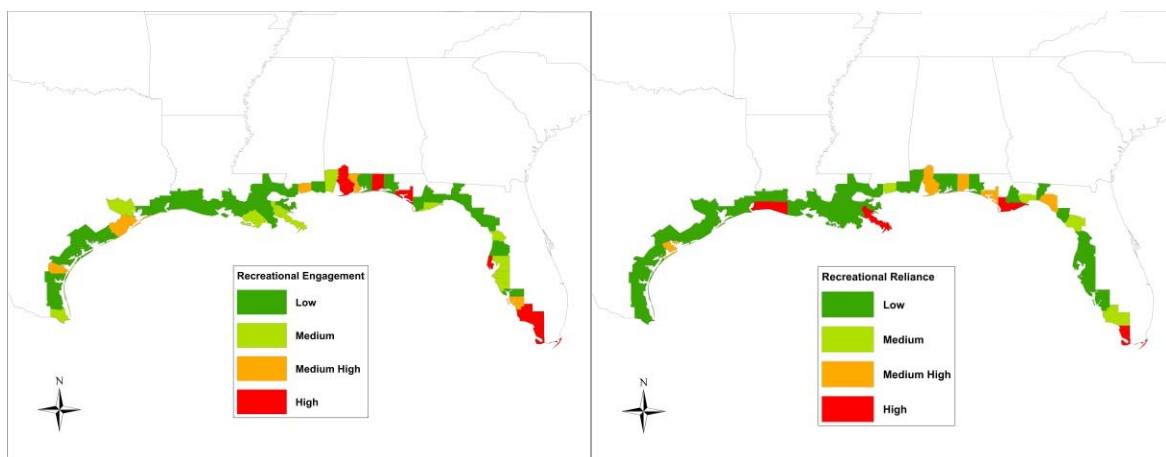 Recreational Engagement
Low
Medium
Medium High
High
N
Recreational Reliance
Low
Medium
Medium High
High
N